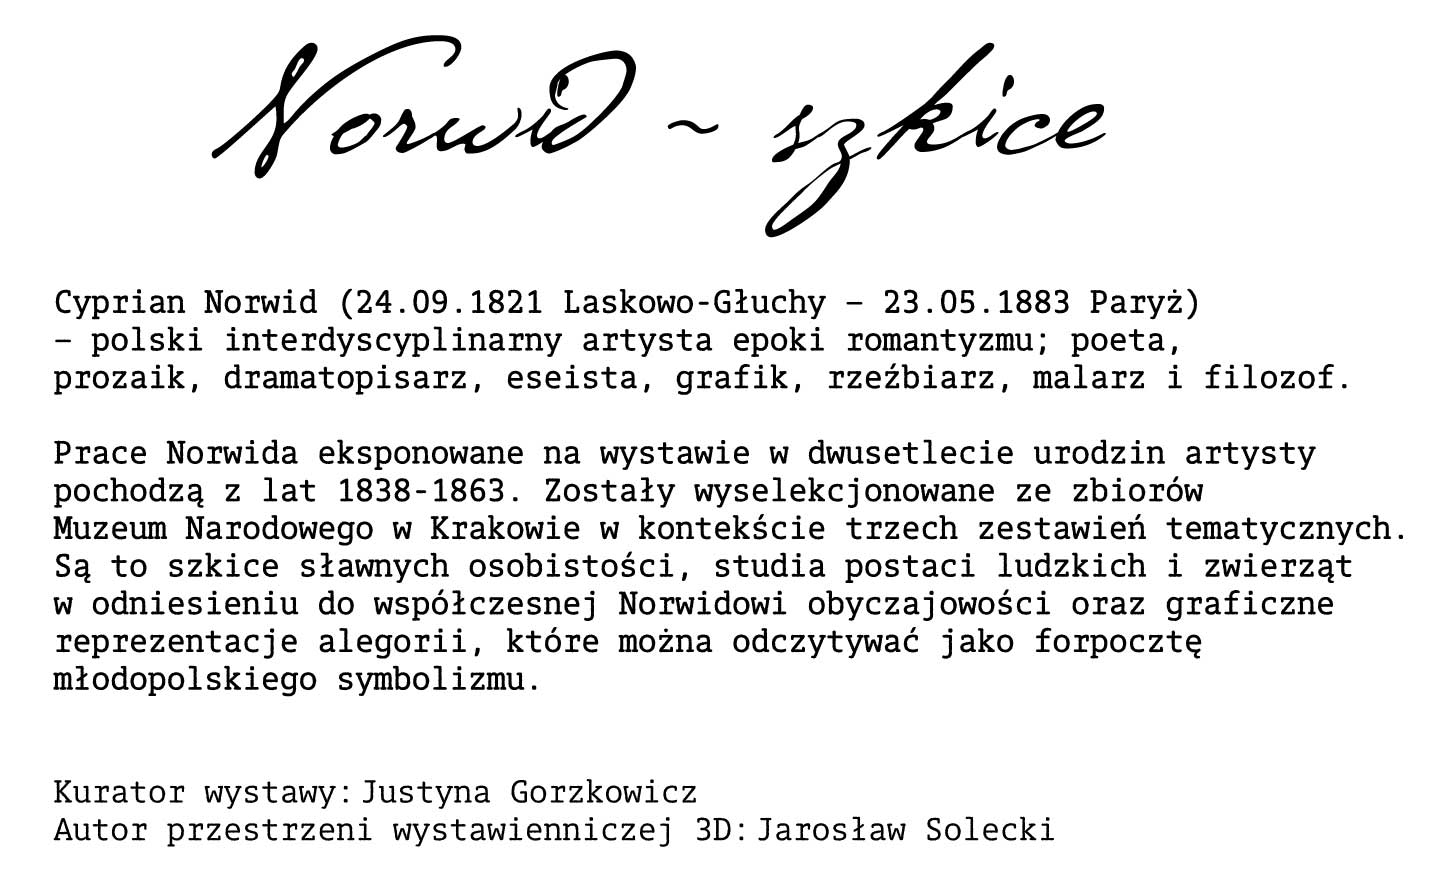 Norwid ~ szkice
Cyprian Norwid (24.09.1821 Laskowo-Głuchy – 23.05.1883 Paryż)
– polski interdyscyplinarny artysta epoki romantyzmu; poeta,
prozaik, dramatopisarz, eseista, grafik, rzeźbiarz, malarz i filozof.
Prace Norwida eksponowane na wystawie w dwusetlecie urodzin artysty
pochodzą z lat 1838-1863. Zostały wyselekcjonowane ze zbiorów
Muzeum Narodowego w Krakowie w kontekście trzech zestawień tematycznych.
Są to szkice sławnych osobistości, studia postaci ludzkich i zwierząt
w odniesieniu do współczesnej Norwidowi obyczajowości oraz graficzne
reprezentacje alegorii, które można odczytywać jako forpocztę
młodopolskiego symbolizmu.
Kurator wystawy: Justyna Gorzkowicz
Autor przestrzeni wystawienniczej 3D: Jarosław Solecki